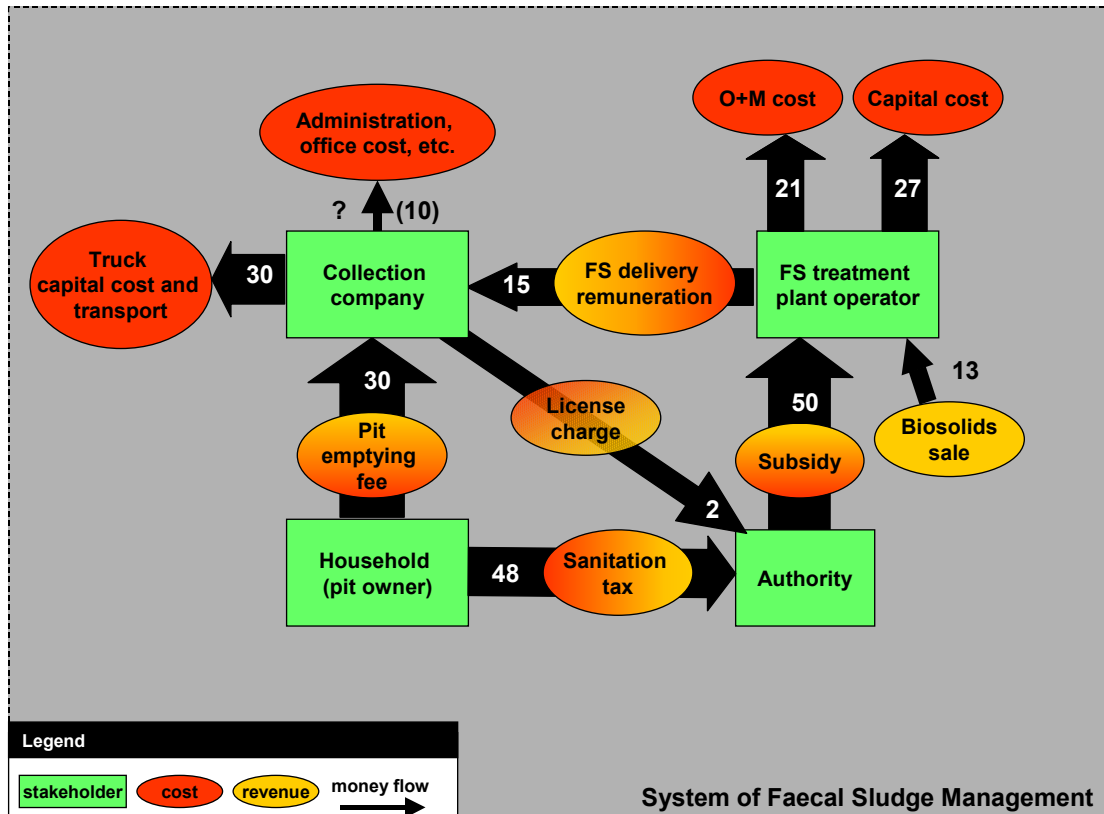 O+M cost
Capital cost
Administration,
office cost, etc.
21
27
?
(10)
Truck
capital cost and
transport
30
Collection
company
15
FS delivery
remuneration
FS treatment
plant operator
30
13
50
License
charge
Pit
emptying
fee
Biosolids
sale
Subsidy
2
Household
(pit owner)
48
Sanitation
tax
Authority
Legend
stakeholder
cost
revenue
money flow
System of Faecal Sludge Management